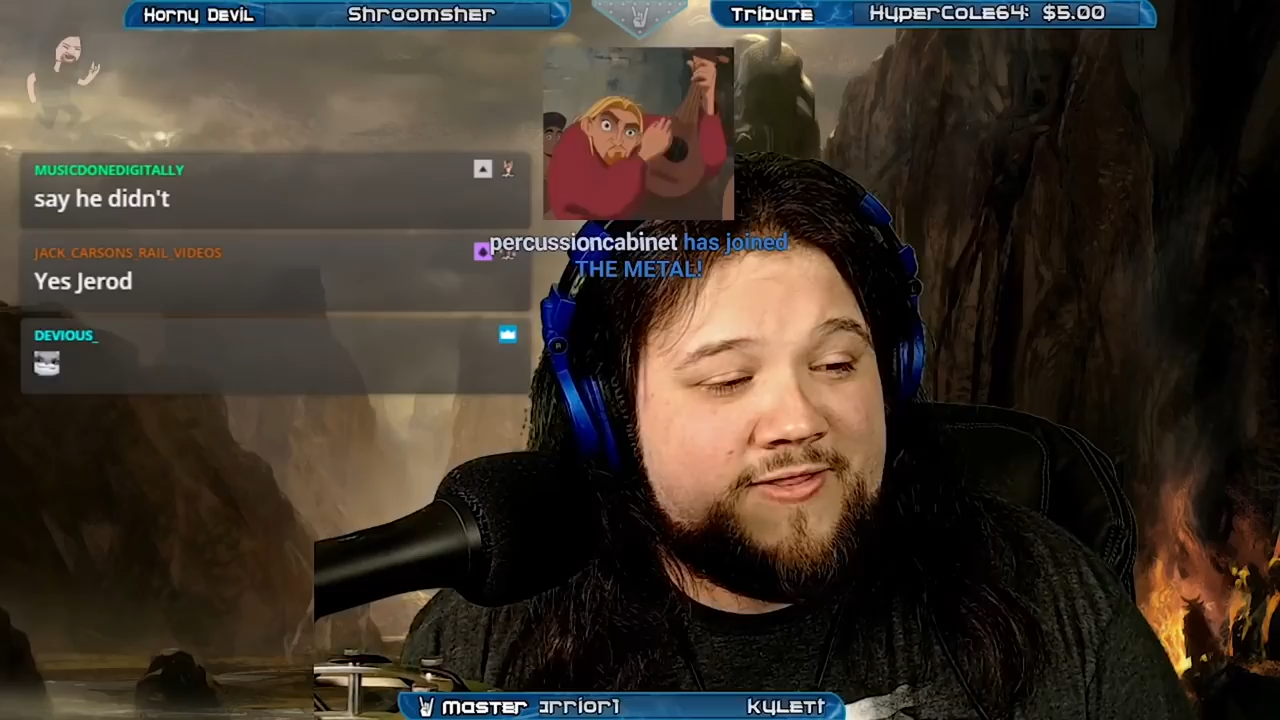 Horny Devil Shroomsher Tribute HyperCole64: $5.00
MUSICDONEDIGITALLY
say he didn't
JACK_CARSONS_RAIL_VIDEOS
Yes Jerod
DEVIOUS_
percussioncabinet has joined
THE METAL!
master KYLETT